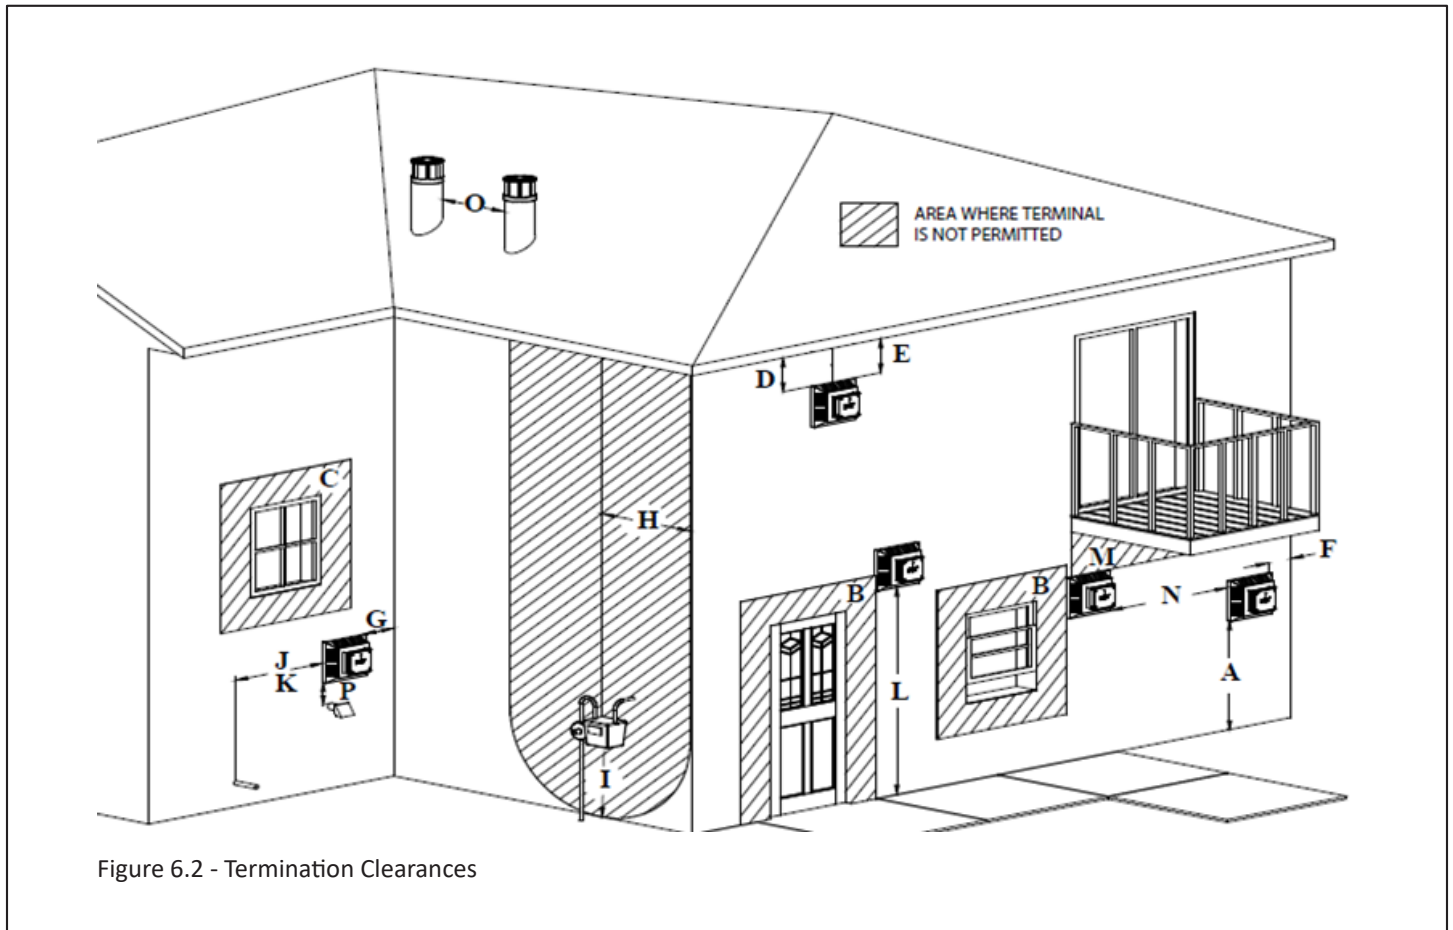 O
AREA WHERE TERMINAL
IS NOT PERMITTED
D
E
C
H
F
M
B
B
N
G
J
K
P
L
A
I
Figure 6.2 - Termination Clearances